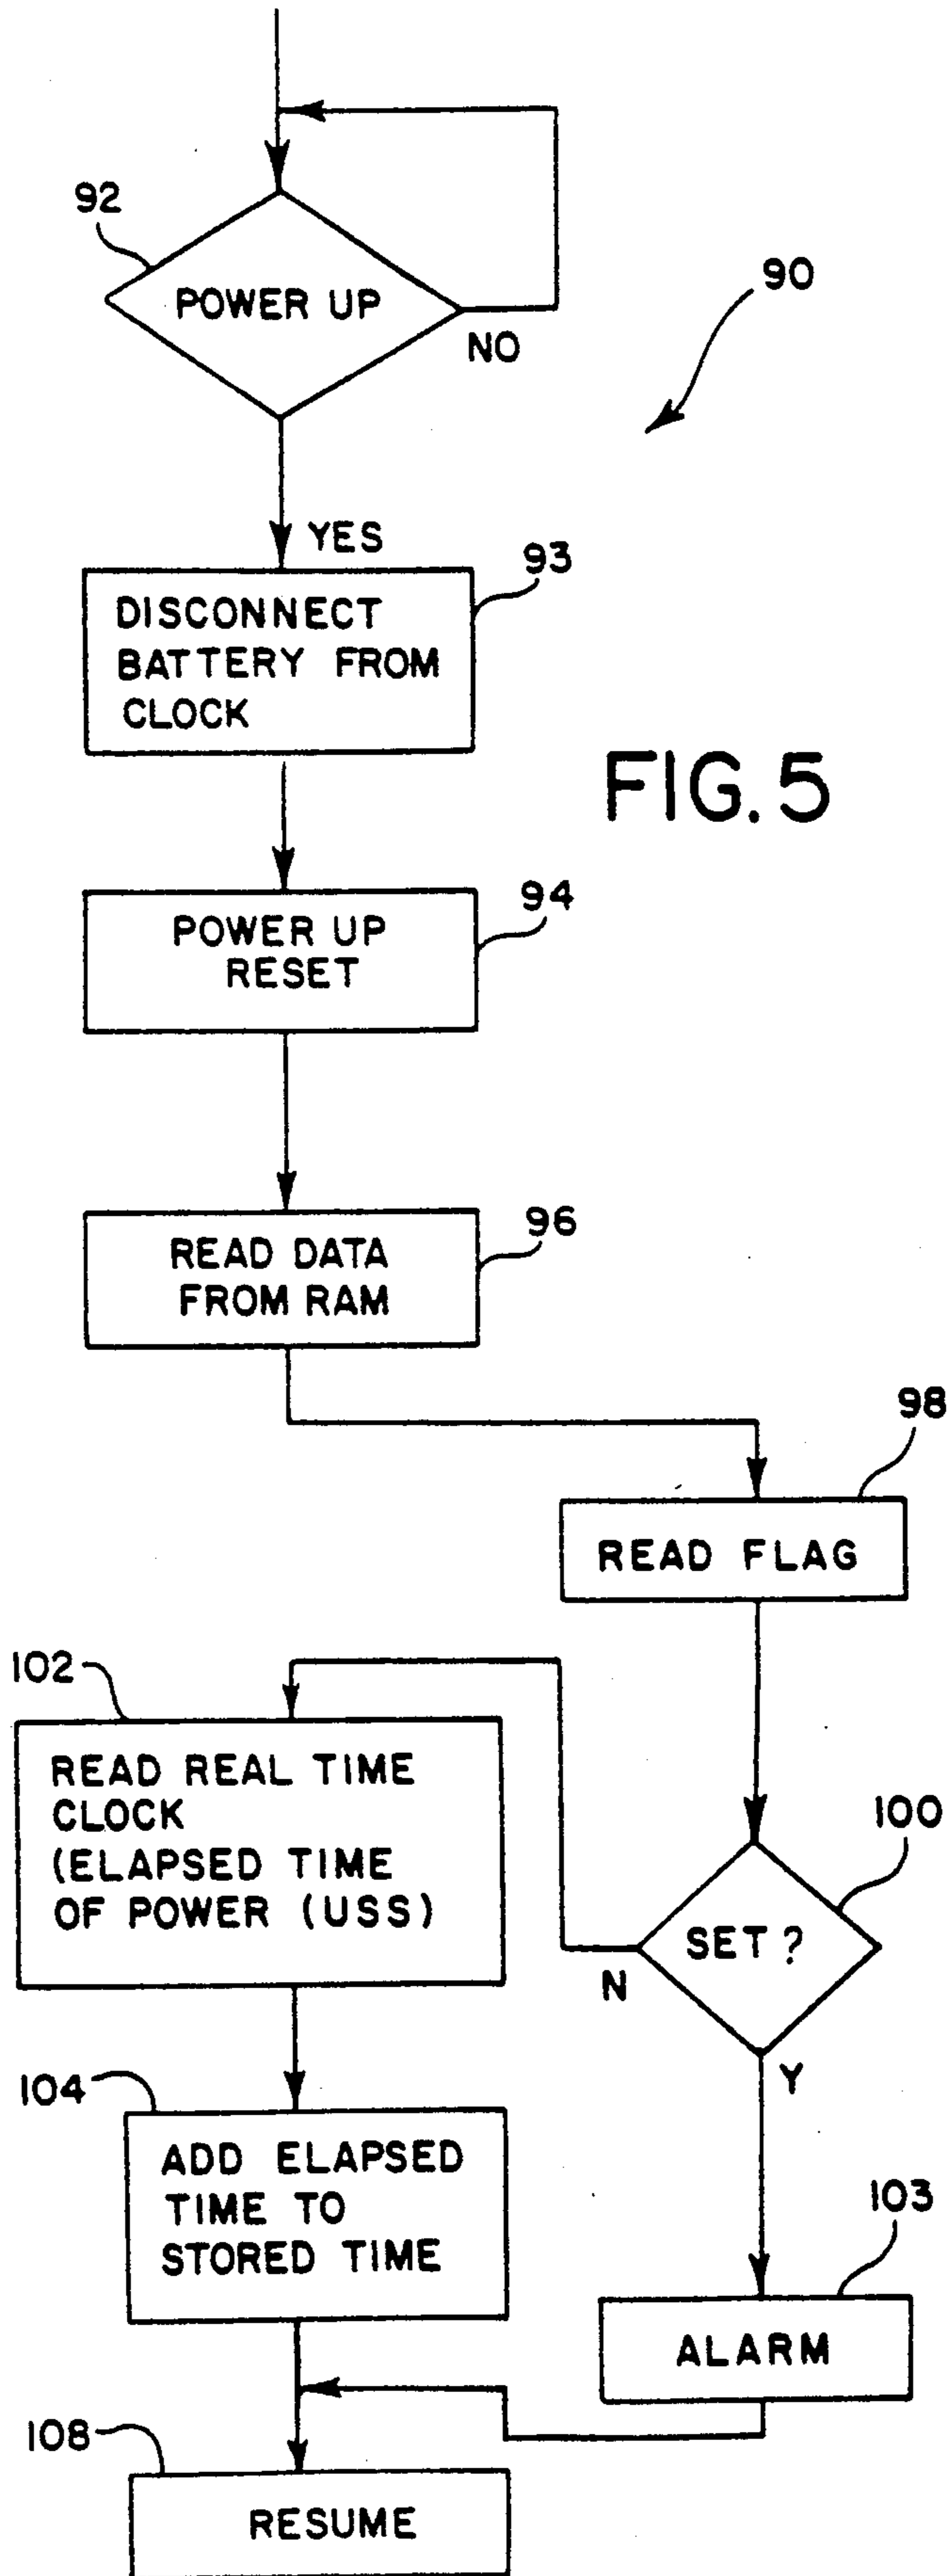 92
POWER UP
NO
90
YES
93
DISCONNECT
BATTERY FROM
CLOCK
FIG. 5
94
POWER UP
RESET
96
READ DATA
FROM RAM
98
READ FLAG
102
READ REAL TIME
CLOCK
(ELAPSED TIME
OF POWER (USS)
100
SET?
N
Y
104
ADD ELAPSED
TIME TO
STORED TIME
103
ALARM
108
RESUME